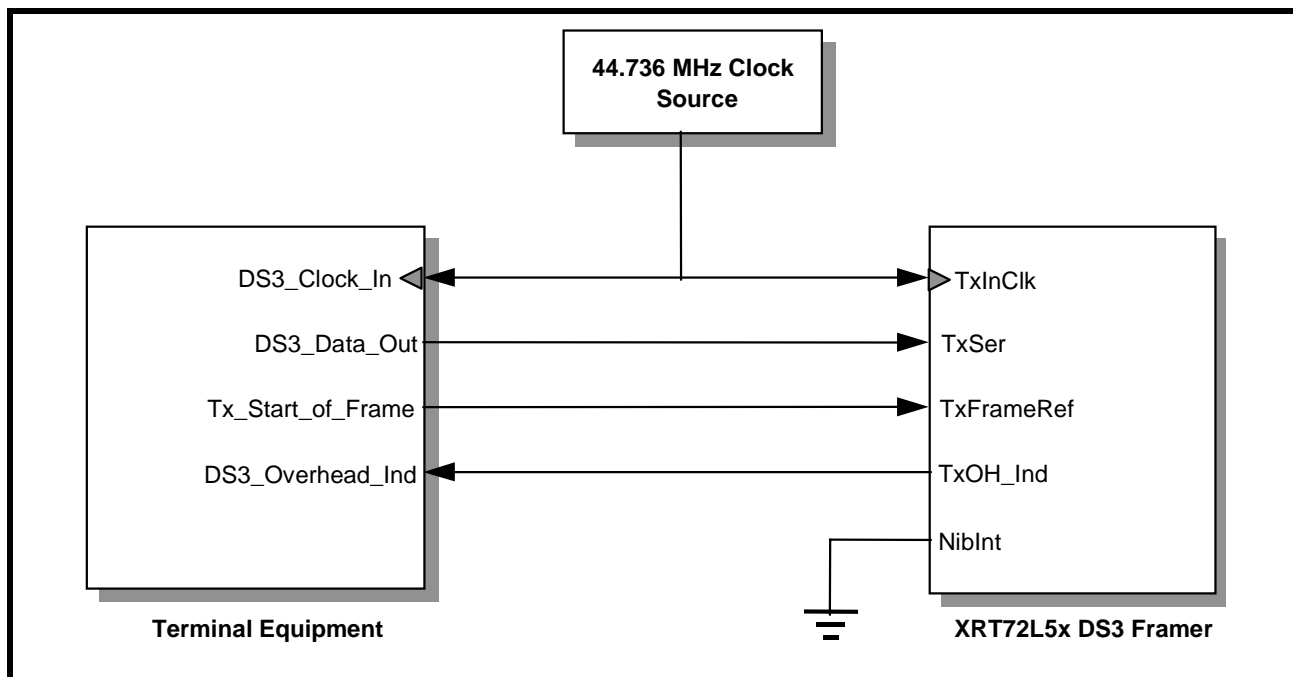 44.736 MHz Clock
Source
DS3_Clock_In
TxInClk
DS3_Data_Out
TxSer
Tx_Start_of_Frame
TxFrameRef
DS3_Overhead_Ind
TxOH_Ind
NibInt
Terminal Equipment
XRT72L5x DS3 Framer